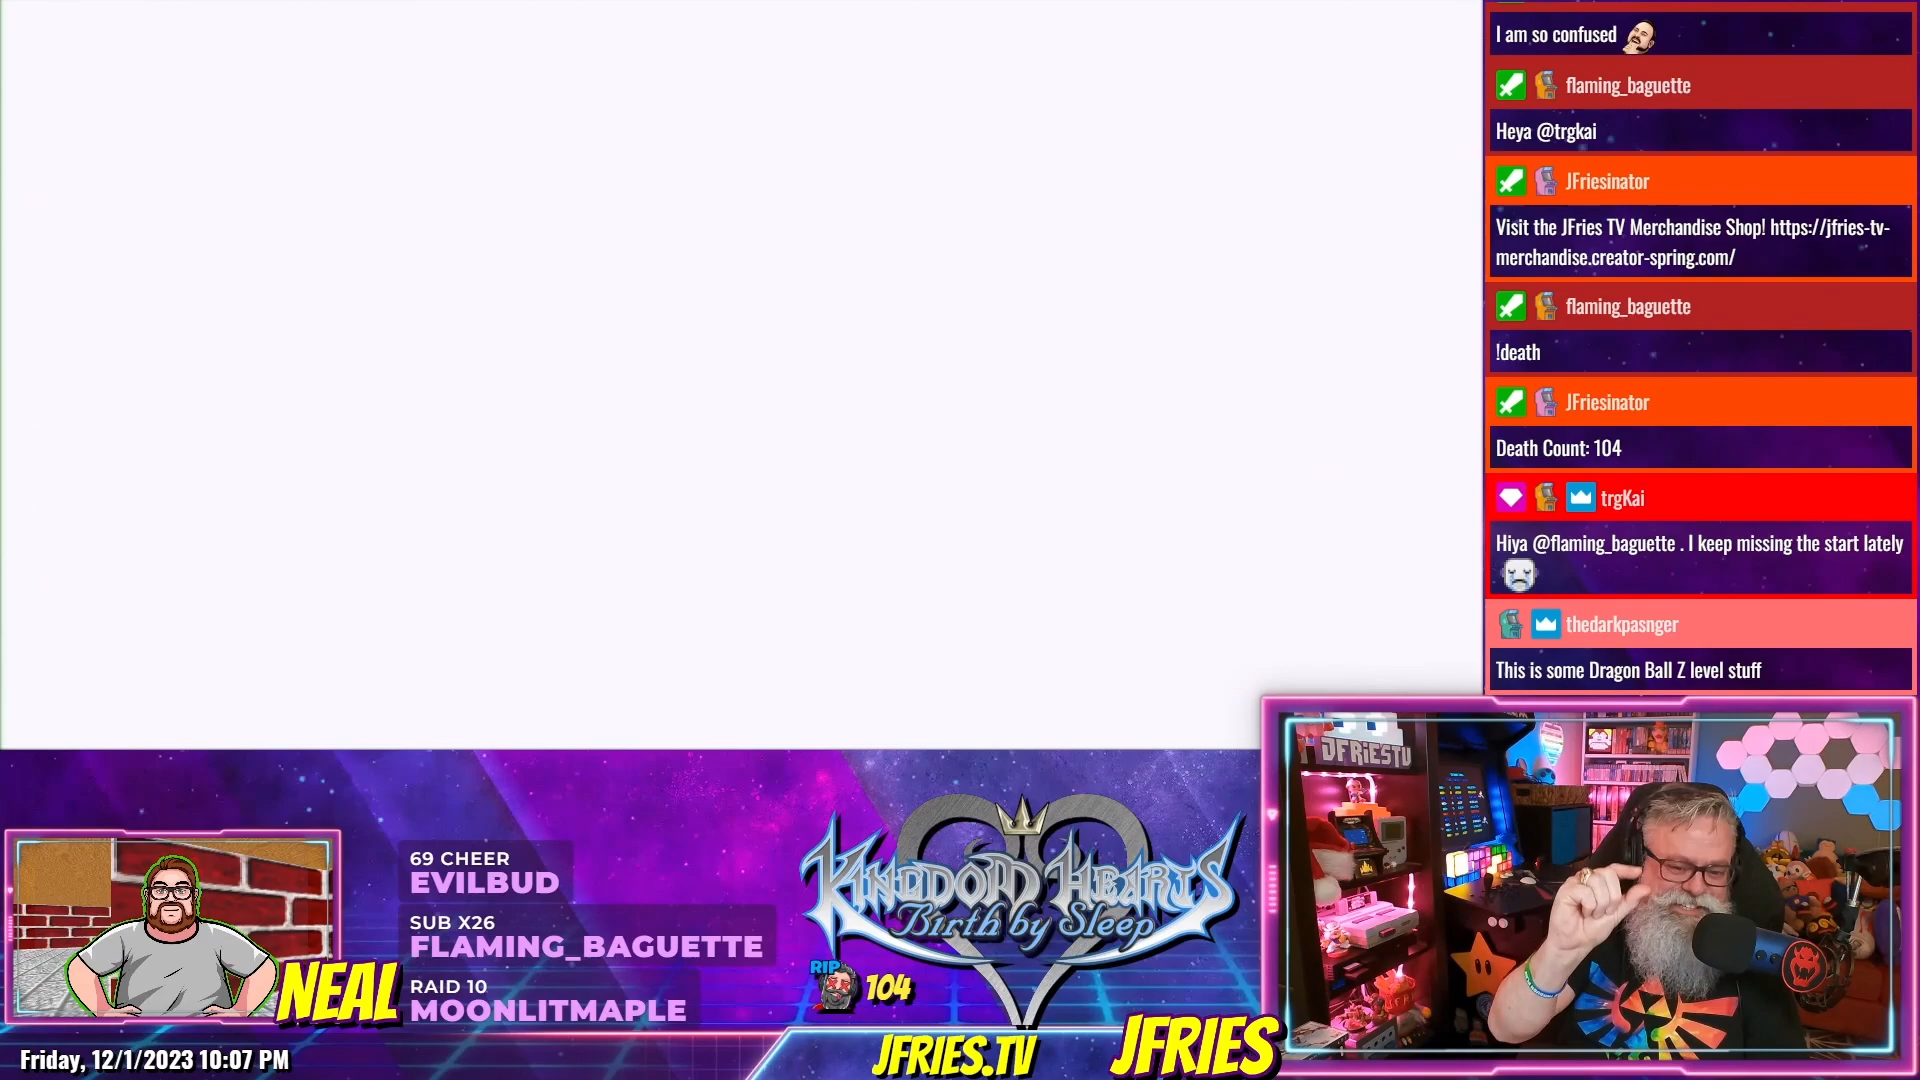 I am so confused
flaming_baguette
Heya @trgkai
JFriesinator
Visit the JFries TV Merchandise Shop! https://jfries-tv-
merchandise.creator-spring.com/
flaming_baguette
!death
JFriesinator
Death Count: 104
trgKai
Hiya @flaming_baguette . I keep missing the start lately
thedarkpasnger
This is some Dragon Ball Z level stuff
JFRIESTV
69 CHEER
EVILBUD
SUB X26
FLAMING_BAGUETTE
RAID 10
MOONLITMAPLE
NEAL
KINGDOM HEARTS
Birth by Sleep
RIP
104
JFRIES.TV
JFRIES
Friday, 12/1/2023 10:07 PM